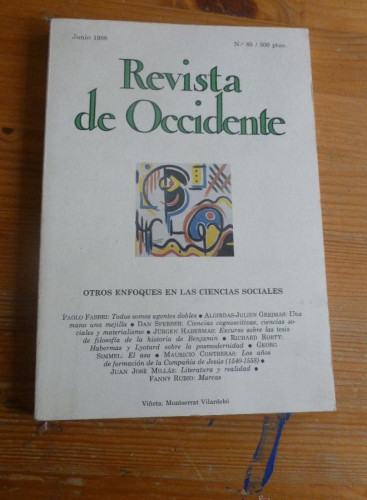 Junio 1988
N.º 85 / 500 ptas.
Revista
de Occidente
OTROS ENFOQUES EN LAS CIENCIAS SOCIALES
PAOLO FABBRI: Todos somos agentes dobles ● ALGIRDAS-JULIEN GREIMAS: Una
mano una mejilla ● DAN SPERBER: Ciencias cognoscitivas, ciencias so-
ciales y materialismo ● JÜRGEN HABERMAS: Excurso sobre las tesis
de filosofía de la historia de Benjamin ● RICHARD RORTY:
Habermas y Lyotard sobre la postmodernidad ● GEORG
SIMMEL: El asa ● MAURICIO CONTRERAS: Los años
de formación de la Compañía de Jesús (1540-1553) ●
JUAN JOSÉ MILLÁS: Literatura y realidad ●
FANNY RUBIO: Marcas
Viñeta: Montserrat Vilardebó